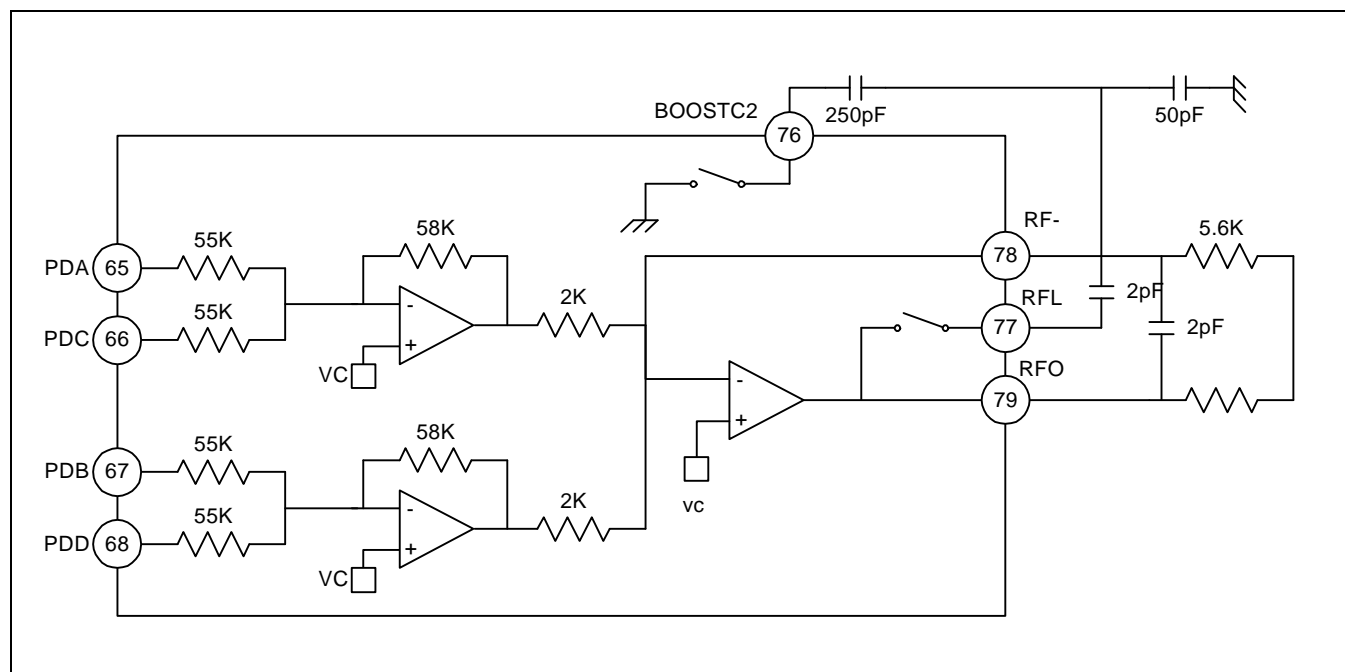 BOOSTC2
76
250pF
50pF
RF-
78
5.6K
PDA
65
55K
58K
2K
PDC
66
55K
-
+
VC
RFL
77
2pF
2pF
RFO
79
-
+
vc
PDB
67
55K
58K
2K
PDD
68
55K
-
+
VC